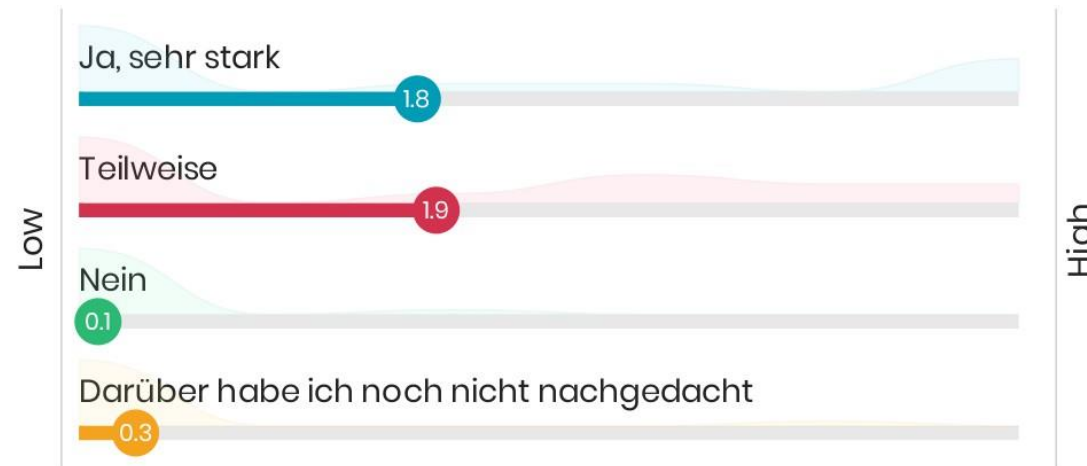 Ja, sehr stark
1.8
Teilweise
1.9
Low
High
Nein
0.1
Darüber habe ich noch nicht nachgedacht
0.3